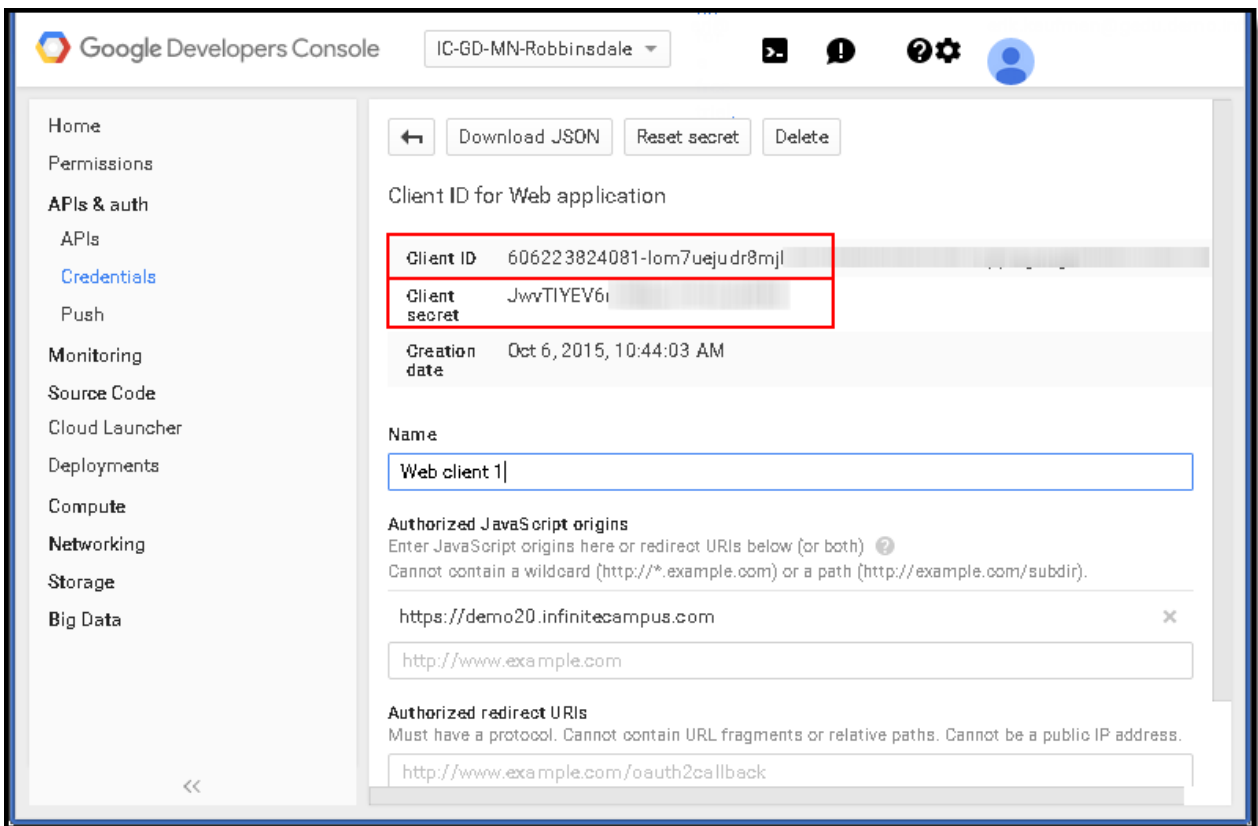 Google Developers Console
IC-GD-MN-Robbinsdale
Home
Permissions
APIs & auth
APIs
Credentials
Push
Monitoring
Source Code
Cloud Launcher
Deployments
Compute
Networking
Storage
Big Data
<<
Download JSON
Reset secret
Delete
Client ID for Web application
Client ID
Client
secret
Creation
date
Oct 6, 2015, 10:44:03 AM
Name
Web client 1
Authorized JavaScript origins
Enter JavaScript origins here or redirect URIs below (or both)
Cannot contain a wildcard (http://*.example.com) or a path (http://example.com/subdir).
https://demo20.infinitecampus.com
http://www.example.com
Authorized redirect URIs
Must have a protocol. Cannot contain URL fragments or relative paths. Cannot be a public IP address.
http://www.example.com/oauth2callback